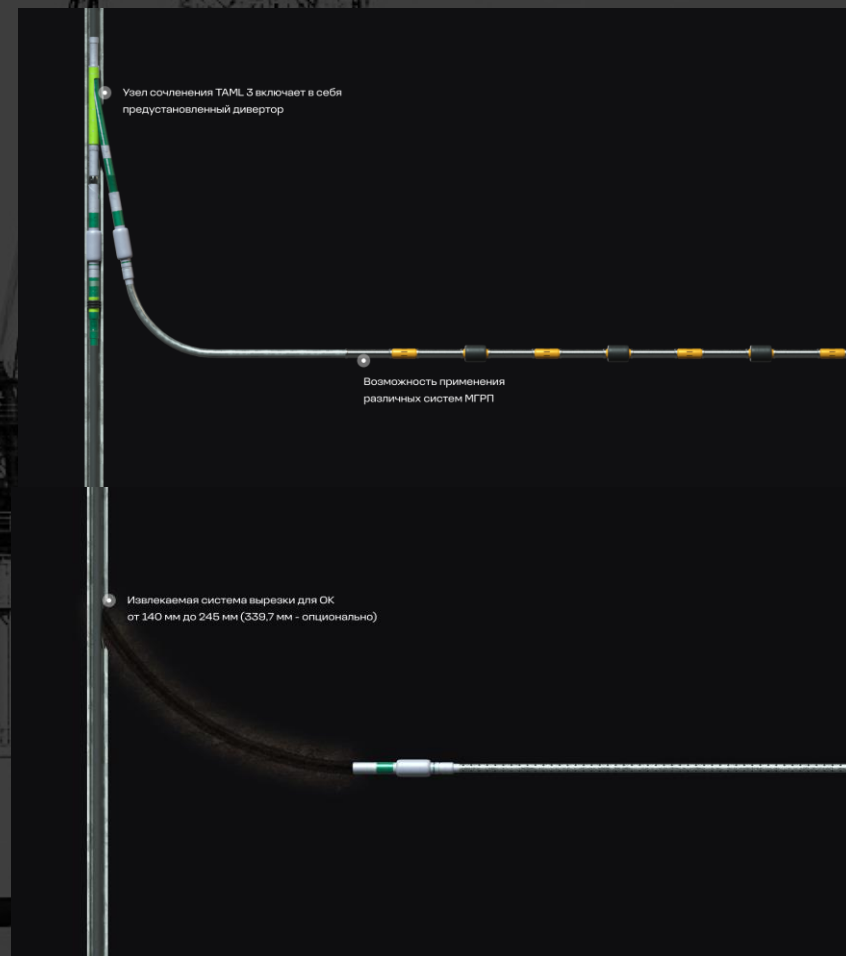 Узел сочленения TAML 3 включает в себя
предустановленный дивертор
Возможность применения
различных систем МГРП
Извлекаемая система вырезки для ОК
от 140 мм до 245 мм (339,7 мм - опционально)